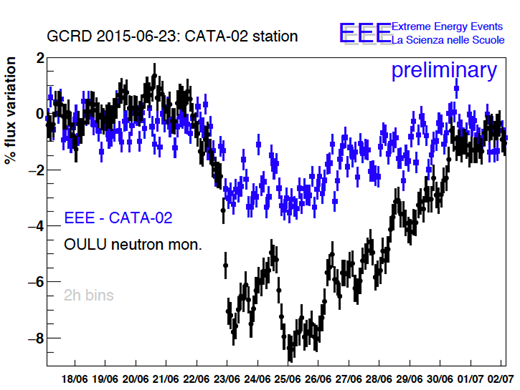 GCRD 2015-06-23: CATA-02 station
EEE Extreme Energy Events
La Scienza nelle Scuole
preliminary
% flux variation
2
0
-2
-4
-6
-8
EEE - CATA-02
OULU neutron mon.
2h bins
18/06 19/06 20/06 21/06 22/06 23/06 24/06 25/06 26/06 27/06 28/06 29/06 30/06 01/07 02/07